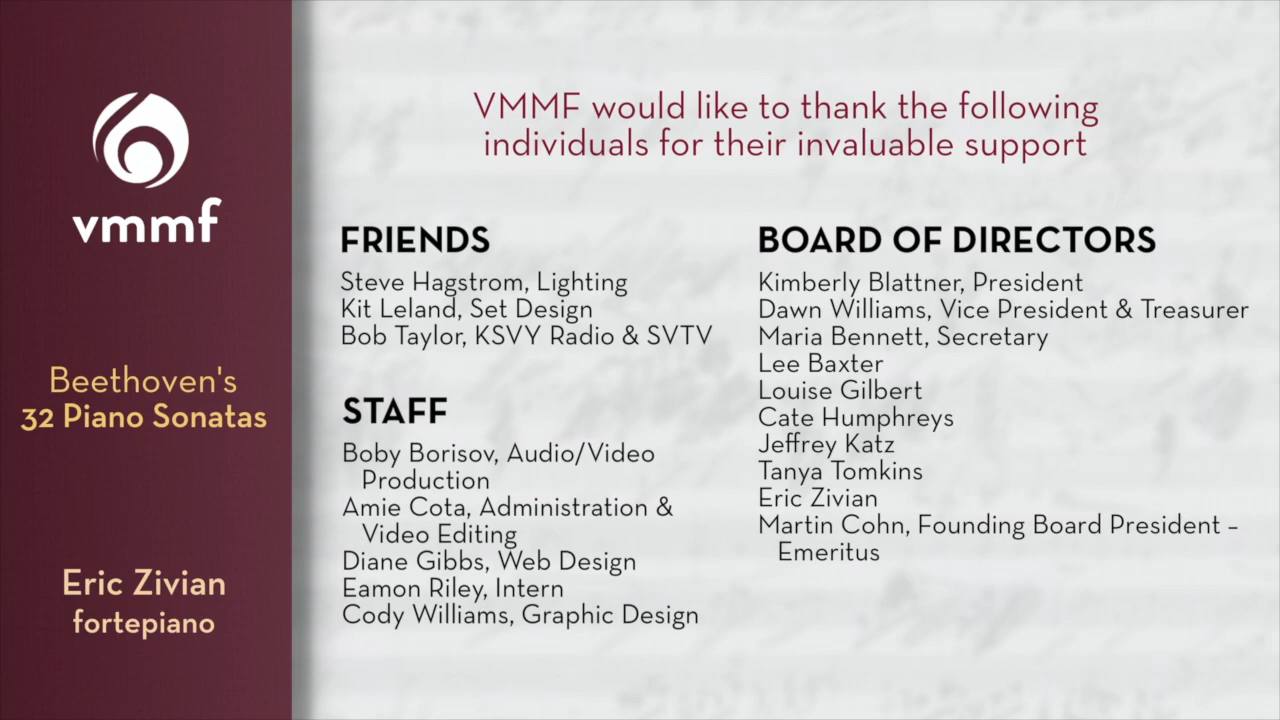 vmmf
Beethoven's
32 Piano Sonatas
Eric Zivian
fortepiano
VMMF would like to thank the following
individuals for their invaluable support
FRIENDS
Steve Hagstrom, Lighting
Kit Leland, Set Design
Bob Taylor, KSVY Radio & SVTV
STAFF
Boby Borisov, Audio/Video
Production
Amie Cota, Administration &
Video Editing
Diane Gibbs, Web Design
Eamon Riley, Intern
Cody Williams, Graphic Design
BOARD OF DIRECTORS
Kimberly Blattner, President
Dawn Williams, Vice President & Treasurer
Maria Bennett, Secretary
Lee Baxter
Louise Gilbert
Cate Humphreys
Jeffrey Katz
Tanya Tomkins
Eric Zivian
Martin Cohn, Founding Board President –
Emeritus